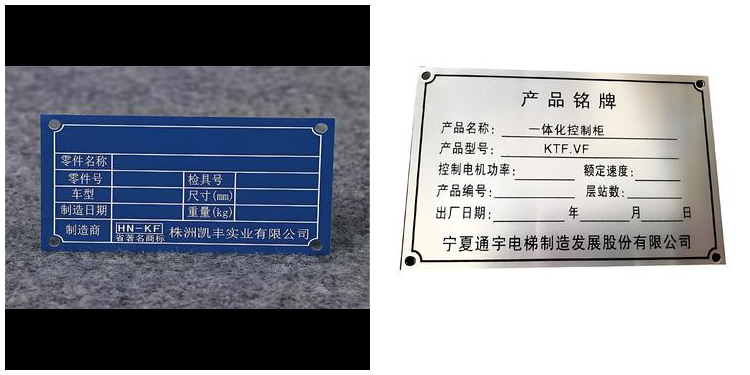 零件名称
零件号 检具号
车型 尺寸(mm)
制造日期 重量(kg)
制造商 HN-KF 株洲凯丰实业有限公司
省著名商标
产品铭牌
产品名称: 一体化控制柜
产品型号: KTF.VF
控制电机功率: 额定速度:
产品编号: 层站数:
出厂日期: 年 月 日
宁夏通宇电梯制造发展股份有限公司